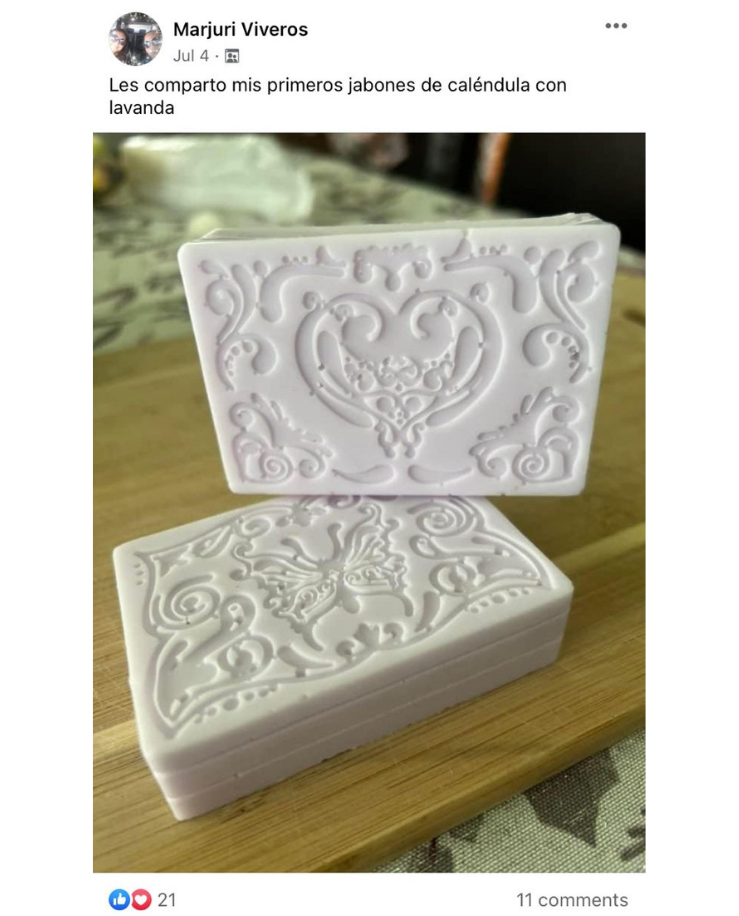 Marjuri Viveros
Jul 4 ·
Les comparto mis primeros jabones de caléndula con
lavanda
21
11 comments